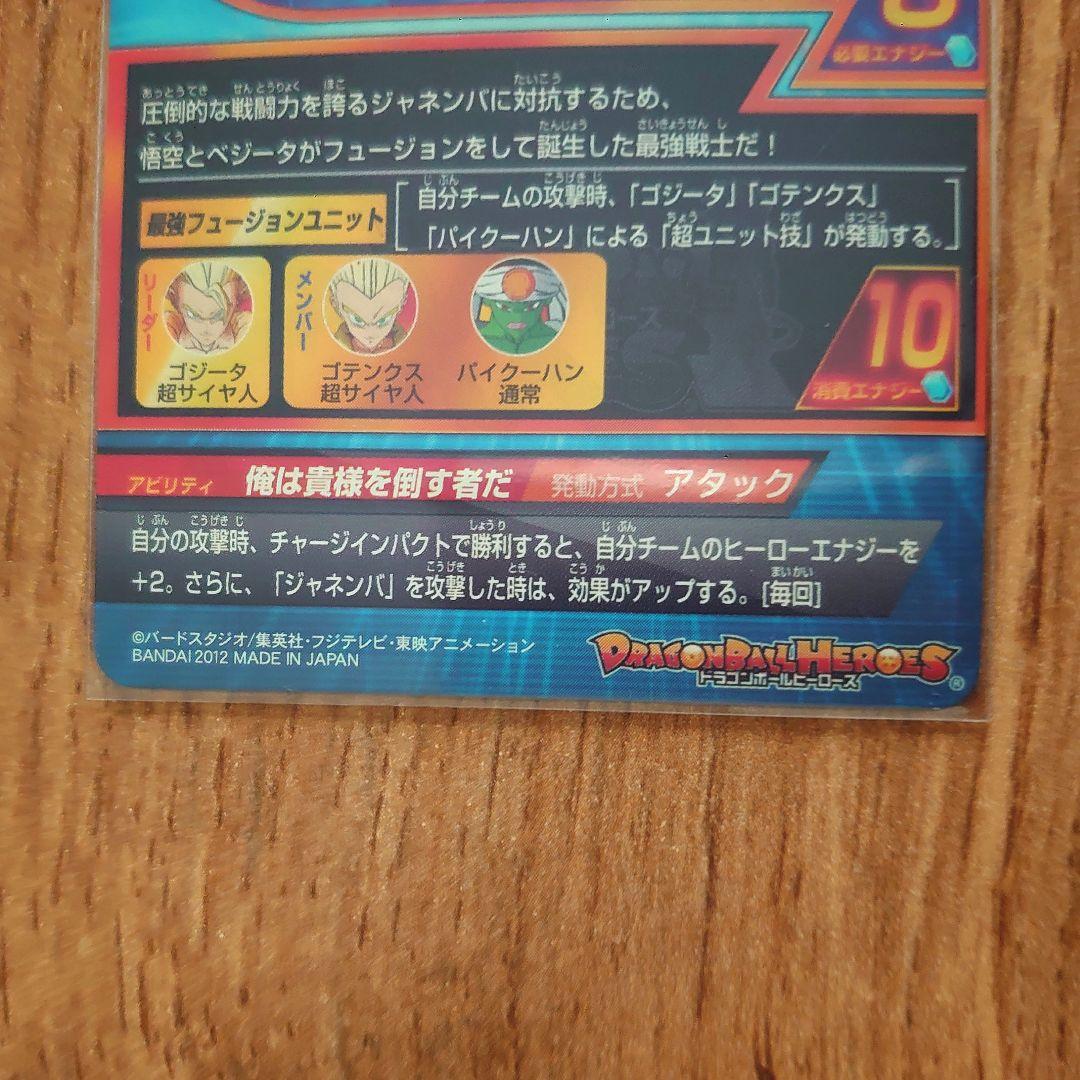 必要エナジー
圧倒的な戦闘力を誇るジャネンバに対抗するため、
悟空とベジータがフュージョンをして誕生した最強戦士だ!
最強フュージョンユニット
自分チームの攻撃時、「ゴジータ」「ゴテンクス」
「パイクーハン」による「超ユニット技」が発動する。
リーダー
ゴジータ
超サイヤ人
メンバー
ゴテンクス
超サイヤ人
パイクーハン
通常
10
消費エナジー
アビリティ 俺は貴様を倒す者だ 発動方式 アタック
自分の攻撃時、チャージインパクトで勝利すると、自分チームのヒーローエナジーを
+2。さらに、「ジャネンバ」を攻撃した時は、効果がアップする。[毎回]
©バードスタジオ/集英社・フジテレビ・東映アニメーション
BANDAI 2012 MADE IN JAPAN
DRAGONBALL HEROES
ドラゴンボールヒーローズ
®